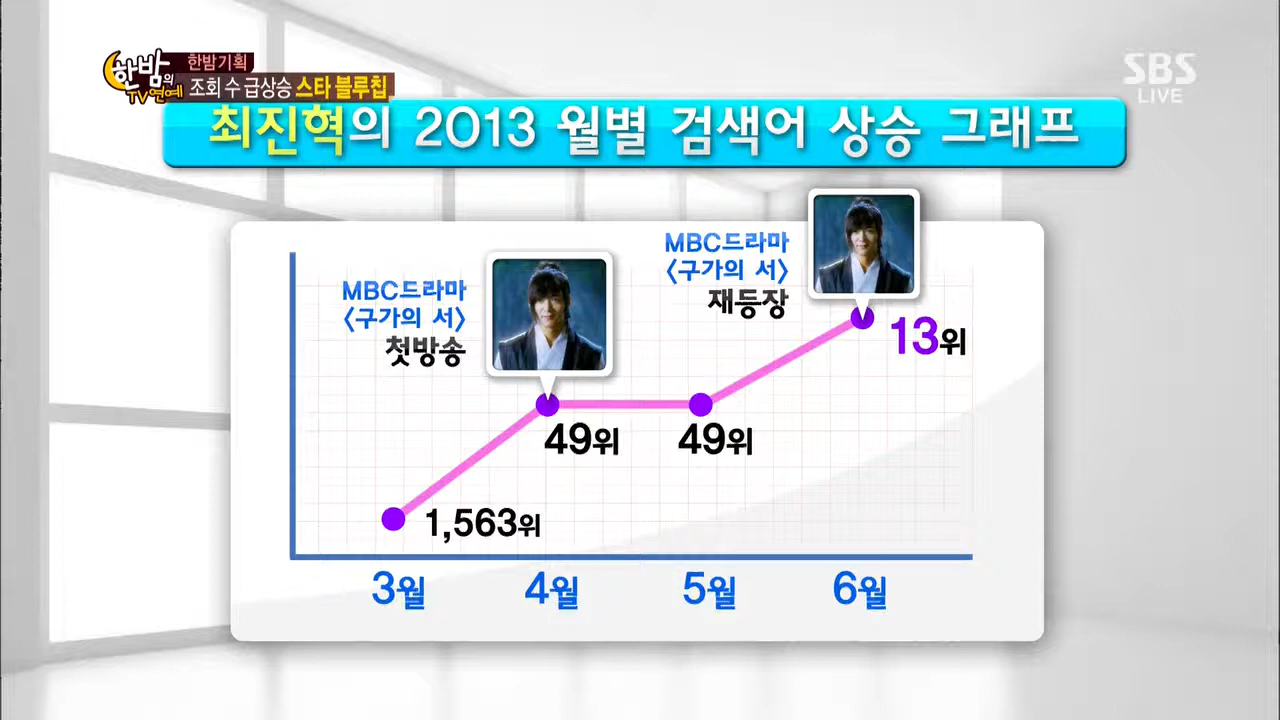 한밤의
TV연예
한밤기획
조회 수 급상승 스타 블루칩
SBS
LIVE
최진혁의 2013 월별 검색어 상승 그래프
MBC드라마
〈구가의 서〉
첫방송
MBC드라마
〈구가의 서〉
재등장
13위
49위
49위
1,563위
3월
4월
5월
6월